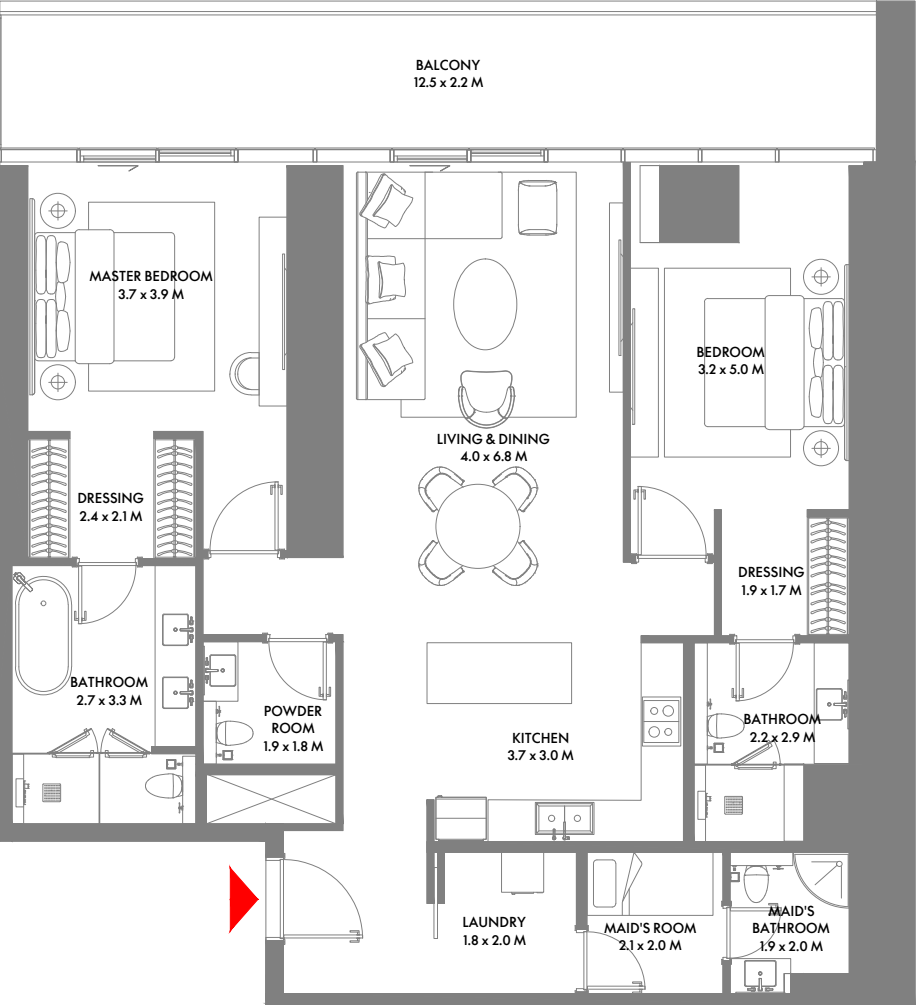 BALCONY
12.5 x 2.2 M
MASTER BEDROOM
3.7 x 3.9 M
BEDROOM
3.2 x 5.0 M
LIVING & DINING
4.0 x 6.8 M
DRESSING
2.4 x 2.1 M
DRESSING
1.9 x 1.7 M
BATHROOM
2.7 x 3.3 M
POWDER
ROOM
1.9 x 1.8 M
KITCHEN
3.7 x 3.0 M
BATHROOM
2.2 x 2.9 M
LAUNDRY
1.8 x 2.0 M
MAID'S ROOM
2.1 x 2.0 M
MAID'S
BATHROOM
1.9 x 2.0 M